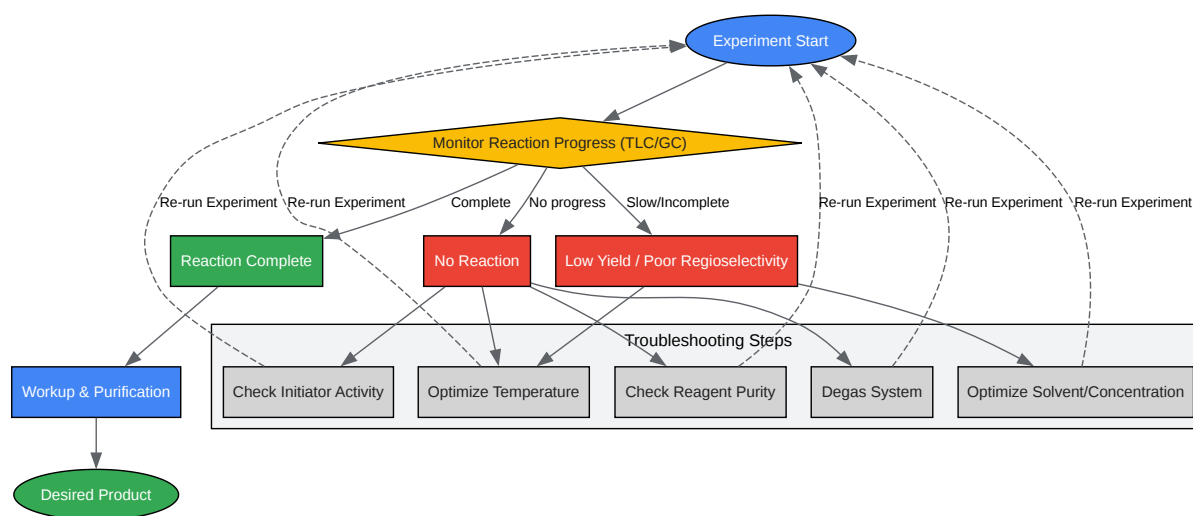 Experiment Start
Monitor Reaction Progress (TLC/GC)
Re-run Experiment
Re-run Experiment
Complete
No progress
Slow/Incomplete
Re-run Experiment
Re-run Experiment
Re-run Experiment
Reaction Complete
No Reaction
Low Yield / Poor Regioselectivity
Troubleshooting Steps
Workup & Purification
Check Initiator Activity
Optimize Temperature
Check Reagent Purity
Degas System
Optimize Solvent/Concentration
Desired Product